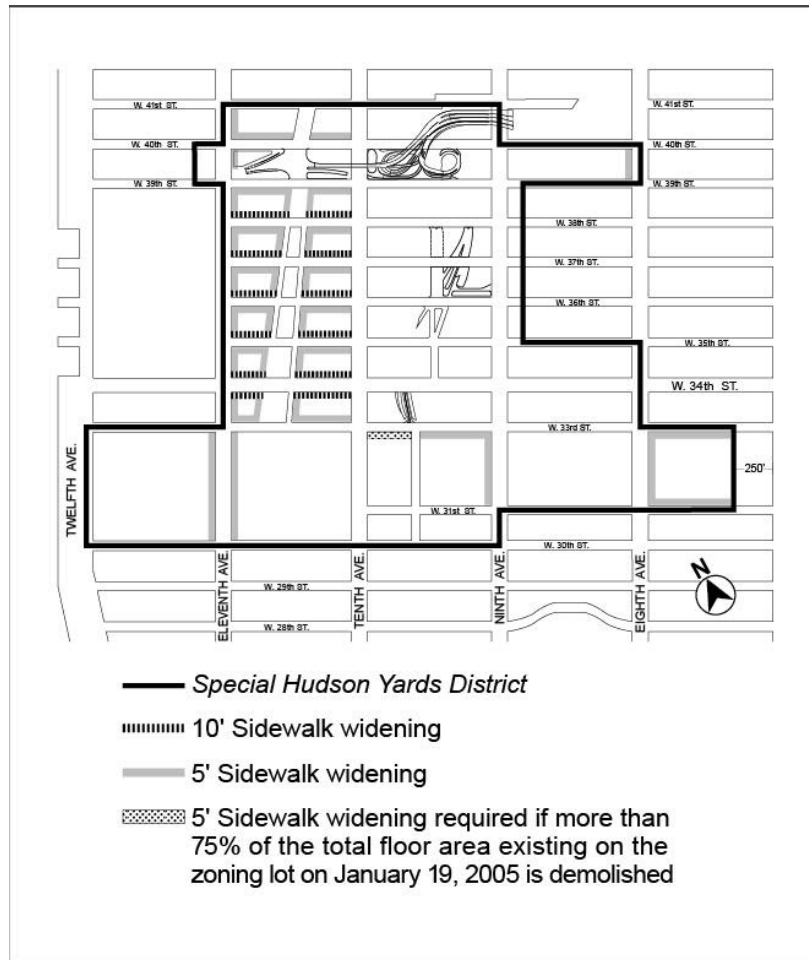 W. 41st ST.
W. 41st ST.
W. 40th ST.
W. 40th ST.
W. 39th ST.
W. 39th ST.
W. 38th ST.
W. 37th ST.
W. 36th ST.
W. 35th ST.
W. 34th ST.
W. 33rd ST.
250'
W. 31st ST.
W. 30th ST.
W. 29th ST.
W. 28th ST.
TWELFTH AVE.
ELEVENTH AVE.
TENTH AVE.
NINTH AVE.
EIGHTH AVE.
N
Special Hudson Yards District
10' Sidewalk widening
5' Sidewalk widening
5' Sidewalk widening required if more than
75% of the total floor area existing on the
zoning lot on January 19, 2005 is demolished